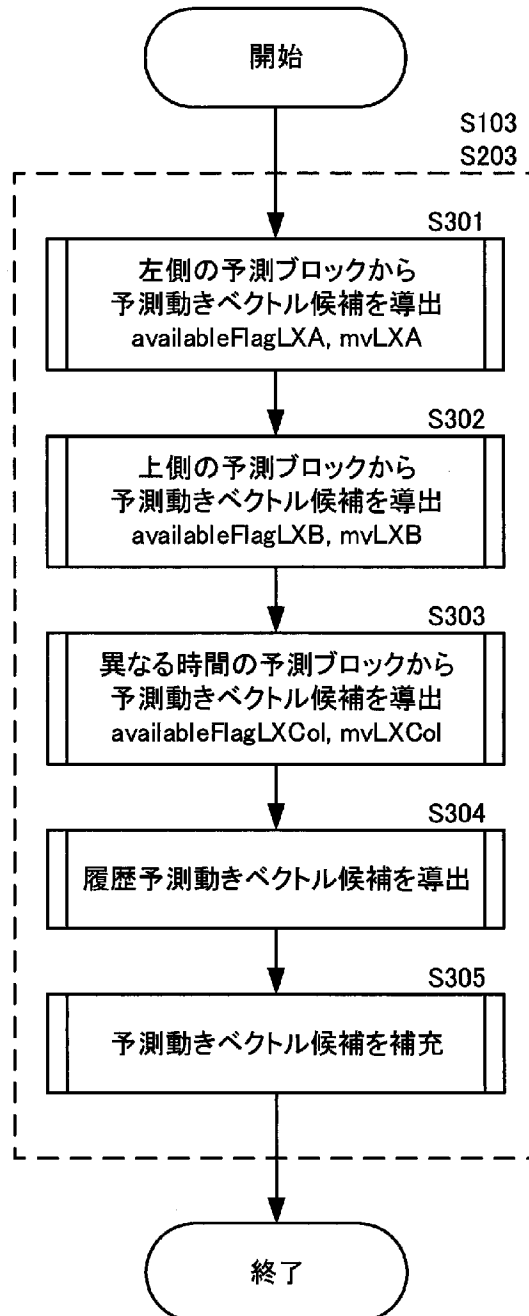 開始
S103
S203
S301
左側の予測ブロックから
予測動きベクトル候補を導出
availableFlagLXA, mvLXA
S302
上側の予測ブロックから
予測動きベクトル候補を導出
availableFlagLXB, mvLXB
S303
異なる時間の予測ブロックから
予測動きベクトル候補を導出
availableFlagLXCol, mvLXCol
S304
履歴予測動きベクトル候補を導出
S305
予測動きベクトル候補を補充
終了